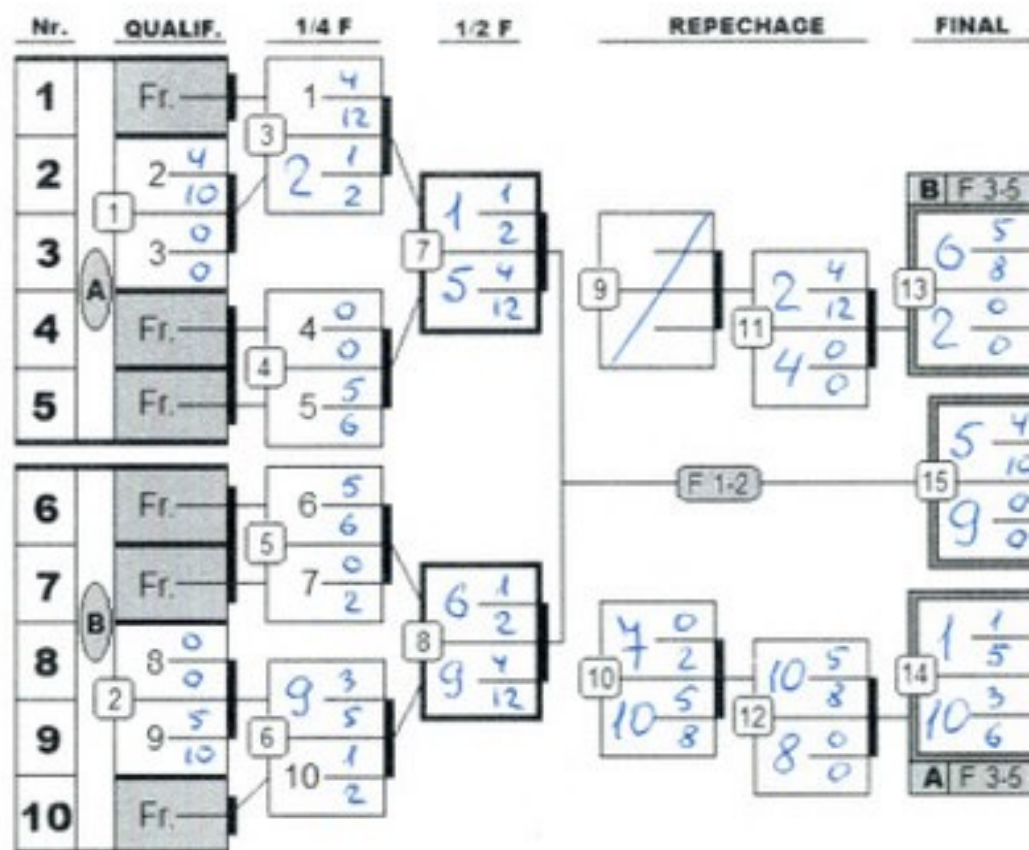 Nr. QUALIF. 1/4 F 1/2 F REPECHAGE FINAL
1 Fr. 1 4 12
3
2 2 4 10 2 1 2
1
3 3 0 0
A
4 Fr. 4 0 0
4
5 Fr. 5 5 6
1 1 2
7
5 4 12
9
2 4 12
11
4 0 0
B F 3-5
6 5 8
13
2 0 0
F 1-2
5 4 10
15
9 0 0
6 Fr. 6 5 6
5
7 Fr. 7 0 2
B
8 8 0 0 9 3 5
2 6
9 9 5 10 10 1 2
10 Fr.
6 1 2
8
9 4 12
7 0 2
10
10 5 8
10 5 8
12
8 0 0
1 1 5
14
10 3 6
A F 3-5